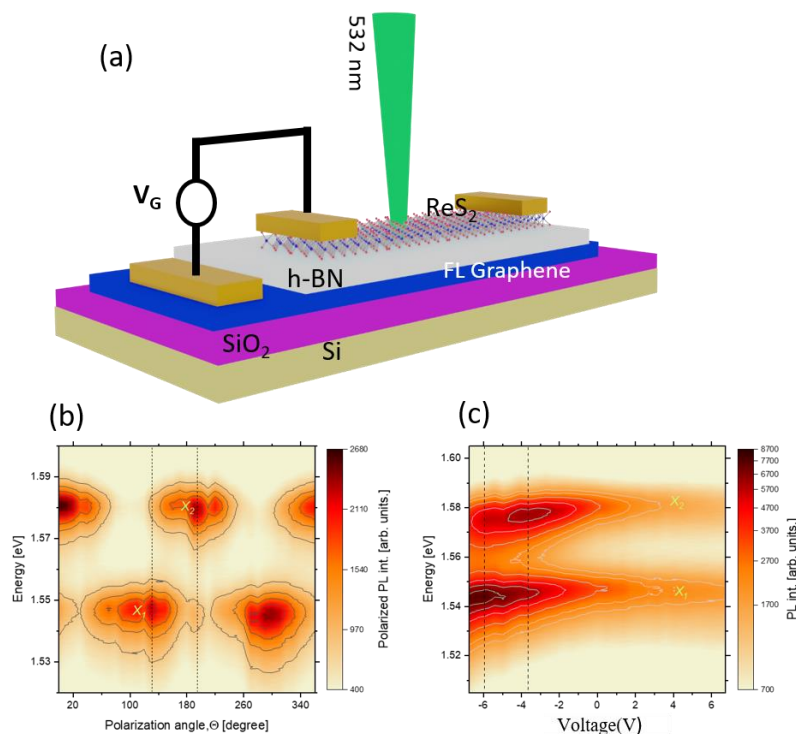 (a)
532 nm
V_G
ReS₂
h-BN
FL Graphene
SiO₂
Si
(b)
1.59
1.57
1.55
1.53
Energy [eV]
X₂
X
20 100 180 260 340
Polarization angle,Θ [degree]
2680
2110
1540
970
400
Polarized PL int. [arb. units.]
(c)
1.60
1.58
1.56
1.54
1.52
Energy [eV]
X₂
X₁
-6 -4 -2 0 2 4 6
Voltage(V)
8700
7700
6700
5700
4700
3700
2700
1700
700
PL int. [arb. units.]